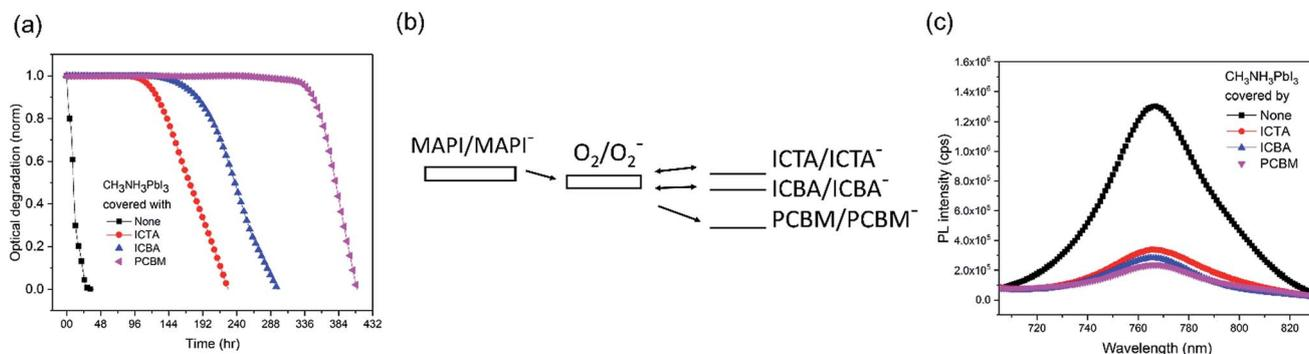 (a)
Optical degradation (norm)
1.0
0.8
0.6
0.4
0.2
0.0
CH₃NH₃PbI₃
covered with
None
ICTA
ICBA
PCBM
00 48 96 144 192 240 288 336 384 432
Time (hr)
(b)
MAPI/MAPI⁻
O₂/O₂⁻
ICTA/ICTA⁻
ICBA/ICBA⁻
PCBM/PCBM⁻
(c)
PL intensity (cps)
1.6x10⁶
1.4x10⁶
1.2x10⁶
1.0x10⁶
8.0x10⁵
6.0x10⁵
4.0x10⁵
2.0x10⁵
0.0
CH₃NH₃PbI₃
covered by
None
ICTA
ICBA
PCBM
720 740 760 780 800 820
Wavelength (nm)